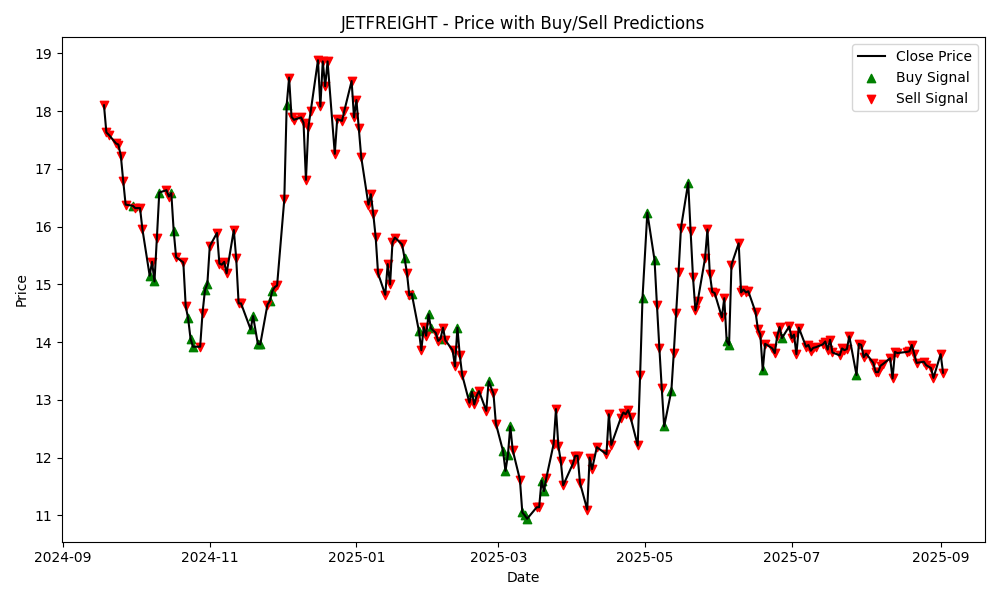 JETFREIGHT - Price with Buy/Sell Predictions
Close Price
Buy Signal
Sell Signal
Price
19
18
17
16
15
14
13
12
11
2024-09
2024-11
2025-01
2025-03
2025-05
2025-07
2025-09
Date